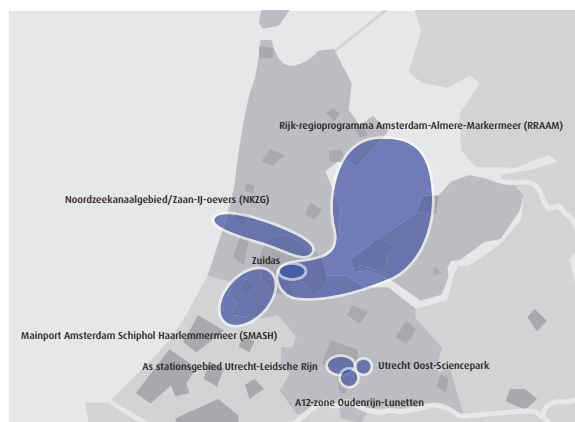 Rijk-regioprogramma Amsterdam-Almere-Markermeer (RRAAM)
Noordzeekanaalgebied/Zaan-IJ-oevers (NKZG)
Zuidas
Mainport Amsterdam Schiphol Haarlemmermeer (SMASH)
As stationsgebied Utrecht-Leidsche Rijn
Utrecht Oost-Sciencepark
A12-zone Oudenrijn-Lunetten